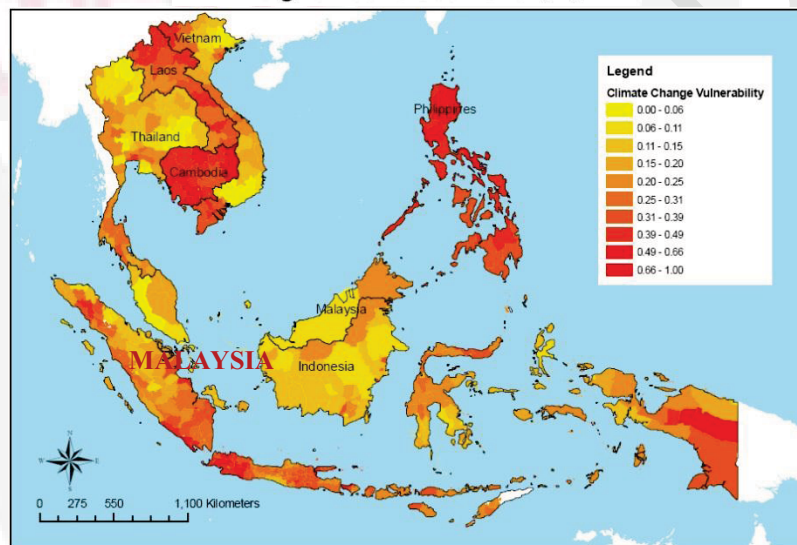 Vietnam
Laos
Thailand
Cambodia
Philippines
Malaysia
MALAYSIA
Indonesia
Legend
Climate Change Vulnerability
0.00 - 0.06
0.06 - 0.11
0.11 - 0.15
0.15 - 0.20
0.20 - 0.25
0.25 - 0.31
0.31 - 0.39
0.39 - 0.49
0.49 - 0.66
0.66 - 1.00
N
W E
S
0 275 550 1,100 Kilometers